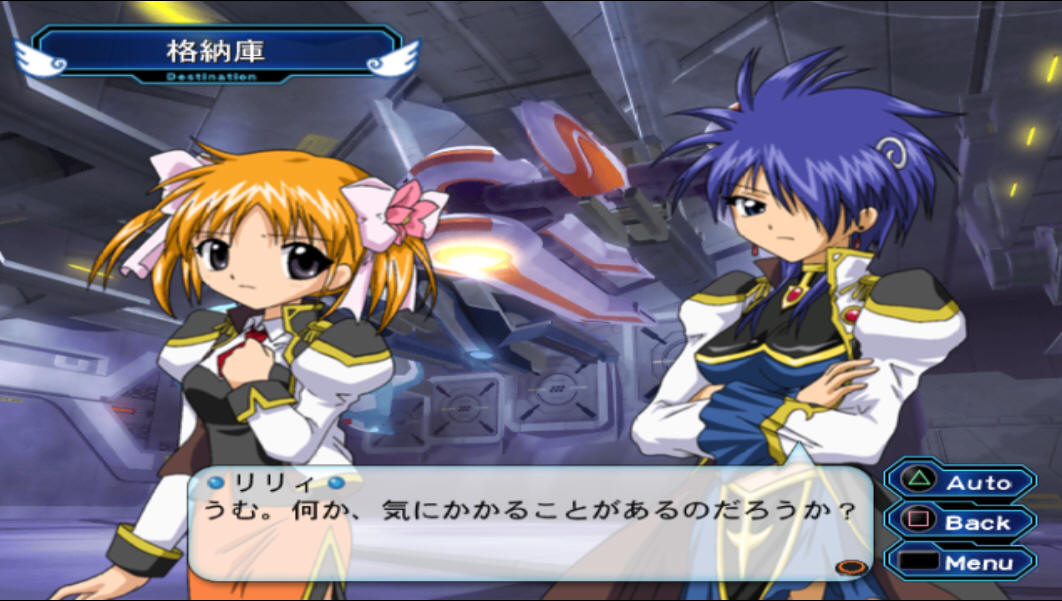 格納庫
Destination
リリィ
うむ。何か、気にかかることがあるのだろうか？
Auto
Back
Menu